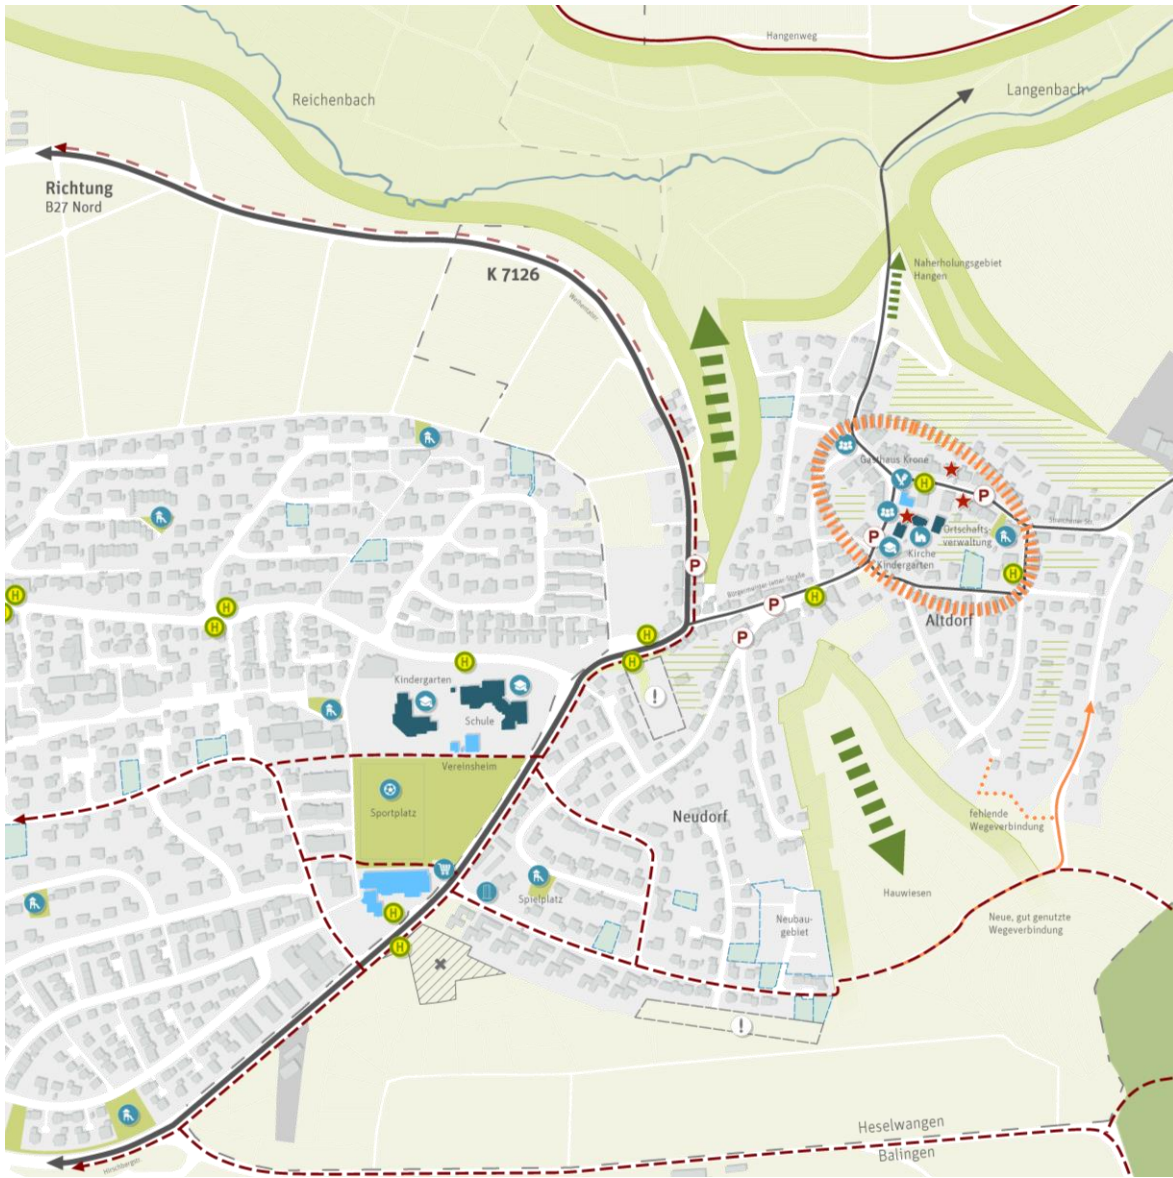 Hangenweg
Reichenbach
Langenbach
Richtung
B27 Nord
K 7126
Naherholungsgebiet
Hangen
Gasthaus Krone
H
P
Ortschafts-
verwaltung
P
Kirche
Kindergarten
H
P
P
H
Altdorf
H
H
H
H
H
H
P
Kindergarten
Schule
!
Vereinsheim
Sportplatz
Neudorf
fehlende
Wegeverbindung
Hauwiesen
Spielplatz
Neubau-
gebiet
Neue, gut genutzte
Wegeverbindung
H
H
!
Heselwangen
Balingen